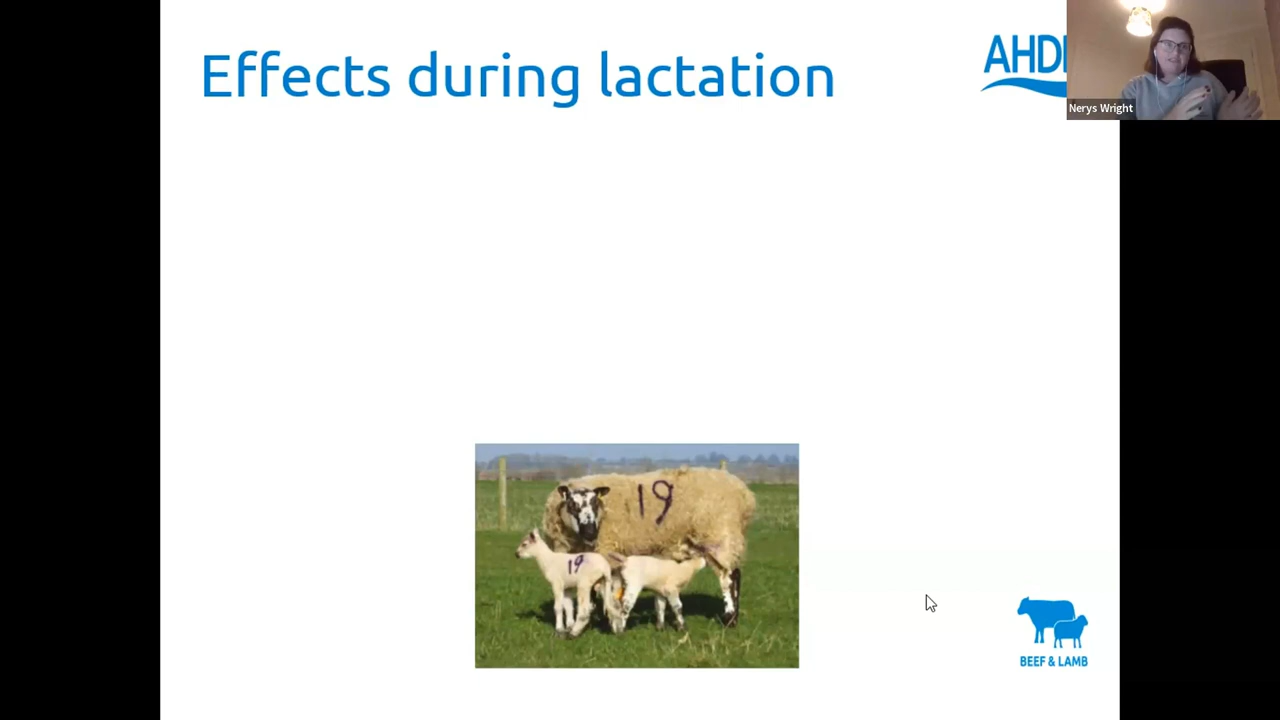 Effects during lactation
AHD
Nerys Wright
19
19
BEEF & LAMB